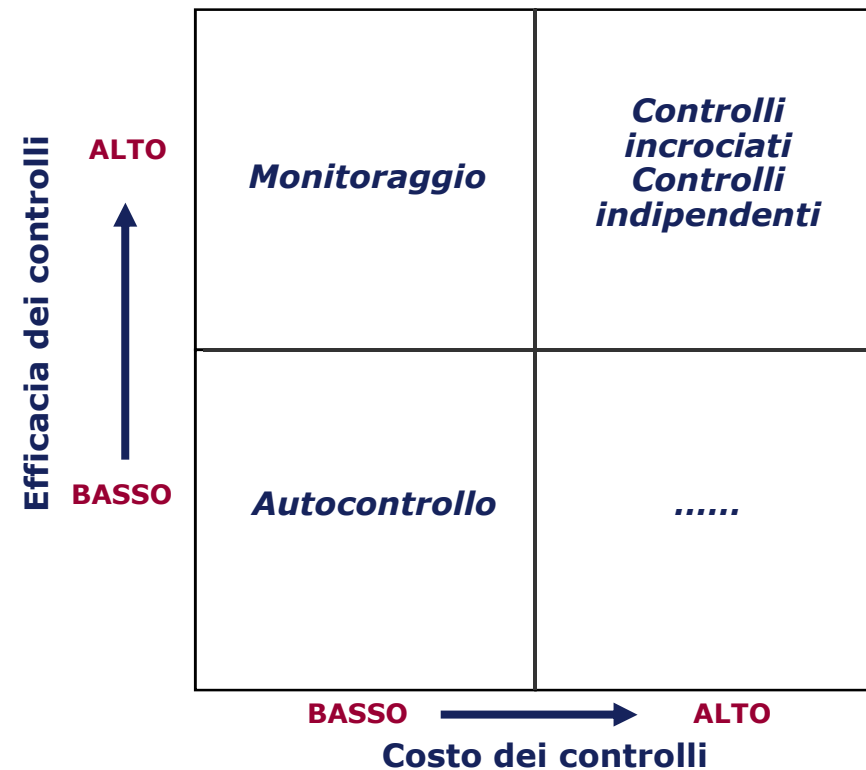 Efficacia dei controlli
ALTO
BASSO
Monitoraggio
Controlli
incrociati
Controlli
indipendenti
Autocontrollo
......
BASSO
ALTO
Costo dei controlli